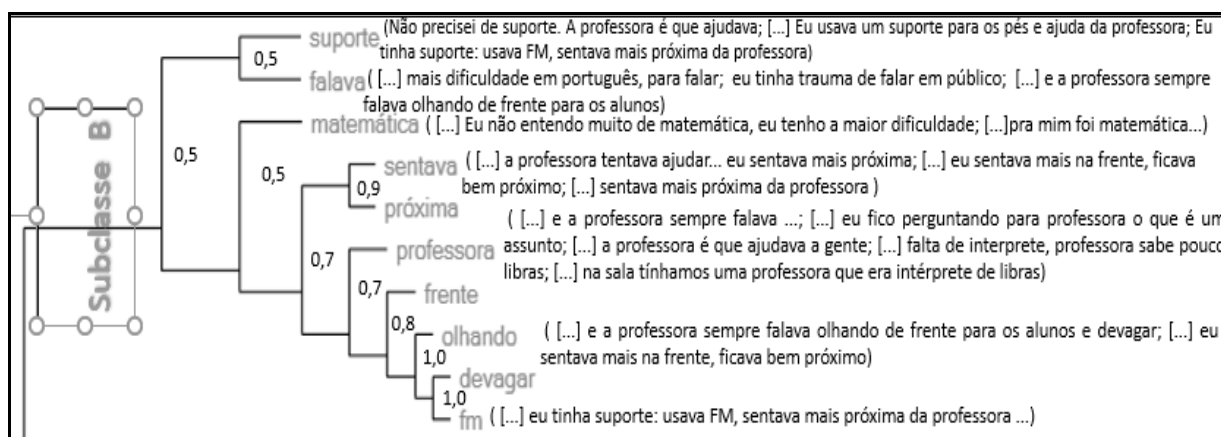 suporte (Não precisei de suporte. A professora é que ajudava; [...] Eu usava um suporte para os pés e ajuda da professora; Eu
tinha suporte: usava FM, sentava mais próxima da professora)
0,5
falava ( [...] mais dificuldade em português, para falar; eu tinha trauma de falar em público; [...] e a professora sempre
falava olhando de frente para os alunos)
matemática ( [...] Eu não entendo muito de matemática, eu tenho a maior dificuldade; [...]pra mim foi matemática...)
Subclasse B
0,5
0,5
sentava ( [...] a professora tentava ajudar... eu sentava mais próxima; [...] eu sentava mais na frente, ficava
bem próximo; [...] sentava mais próxima da professora )
0,9
próxima
( [...] e a professora sempre falava ...; [...] eu fico perguntando para professora o que é um
assunto; [...] a professora é que ajudava a gente; [...] falta de interprete, professora sabe pouco
libras; [...] na sala tínhamos uma professora que era intérprete de libras)
professora
0,7
0,7
frente
0,8
olhando ( [...] e a professora sempre falava olhando de frente para os alunos e devagar; [...] eu
sentava mais na frente, ficava bem próximo)
1,0
devagar
1,0
fm ( [...] eu tinha suporte: usava FM, sentava mais próxima da professora ...)